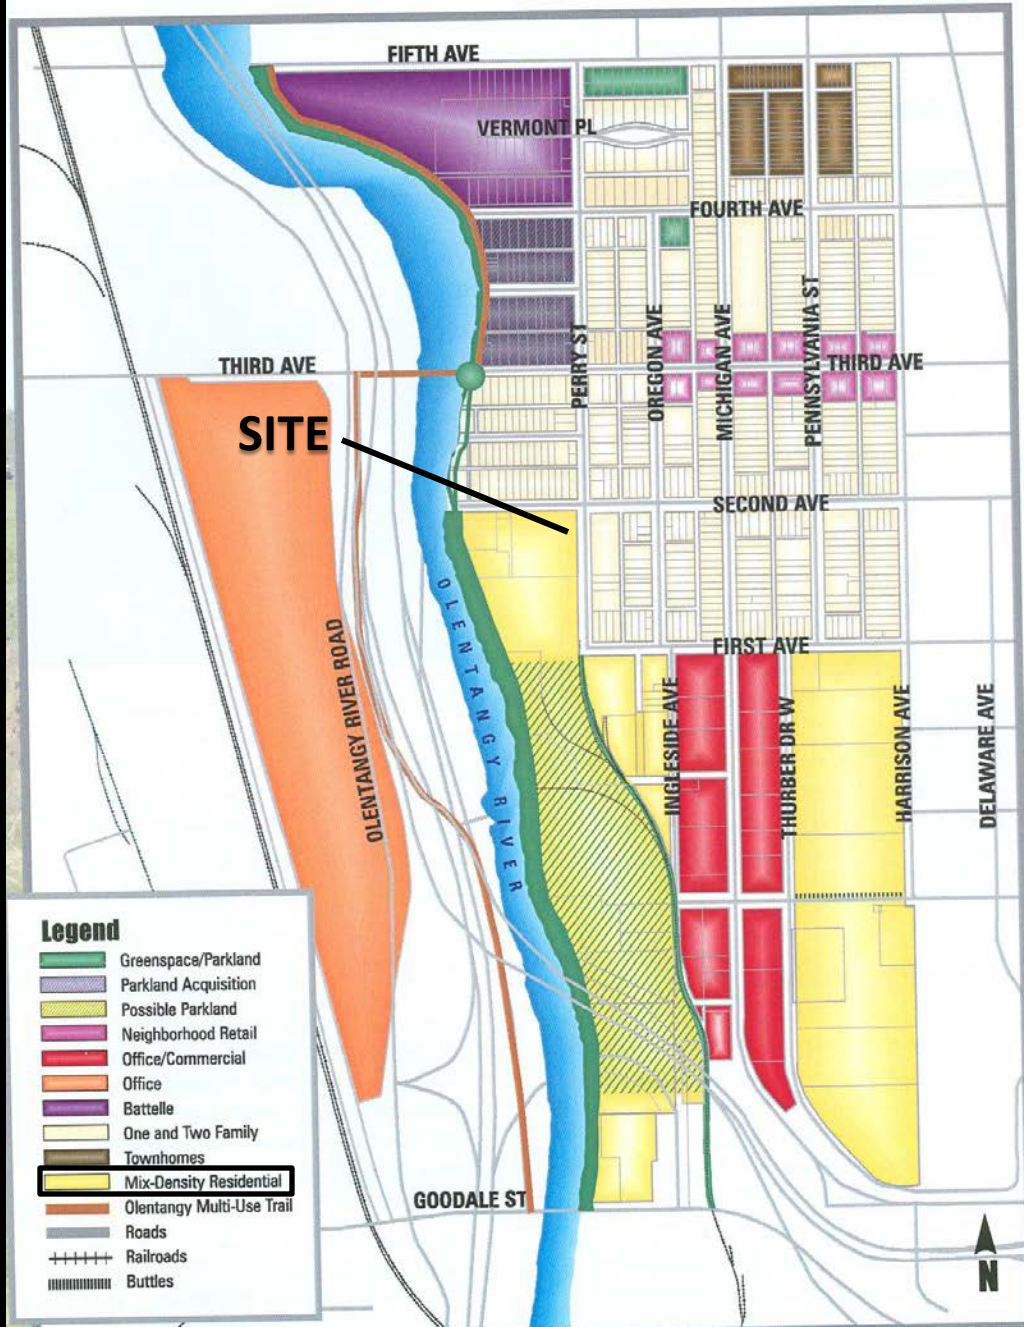 FIFTH AVE
VERMONT PL
FOURTH AVE
PERRY ST
OREGON AVE
MICHIGAN AVE
PENNSYLVANIA ST
THIRD AVE
THIRD AVE
SITE
SECOND AVE
OLENTANGY RIVER
OLENTANGY RIVER ROAD
FIRST AVE
INGLESIDE AVE
THURBER DR W
HARRISON AVE
DELAWARE AVE
Legend
Greenspace/Parkland
Parkland Acquisition
Possible Parkland
Neighborhood Retail
Office/Commercial
Office
Battelle
One and Two Family
Townhomes
Mix-Density Residential
Olentangy Multi-Use Trail
Roads
Railroads
Buttles
GOODALE ST
N